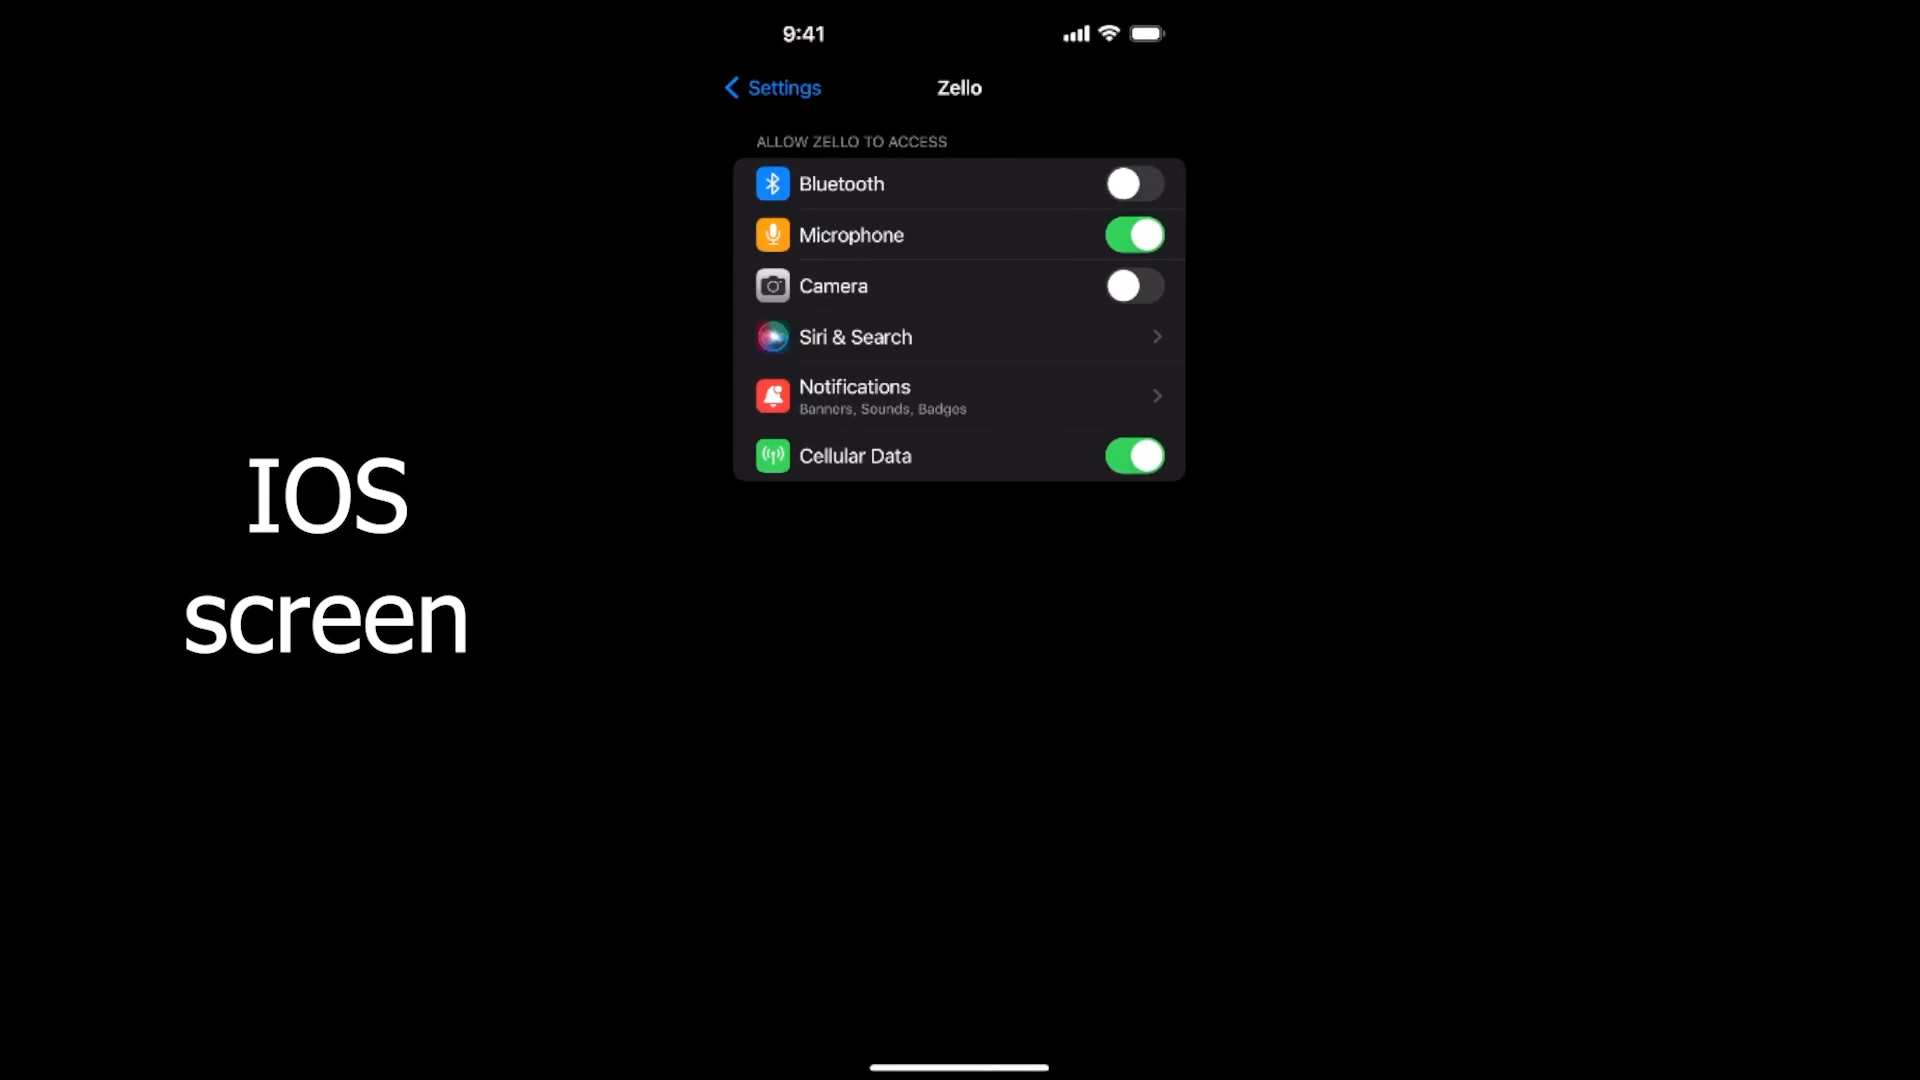 9:41
Settings
Zello
ALLOW ZELLO TO ACCESS
Bluetooth
Microphone
Camera
Siri & Search
Notifications
Banners, Sounds, Badges
Cellular Data
IOS
screen